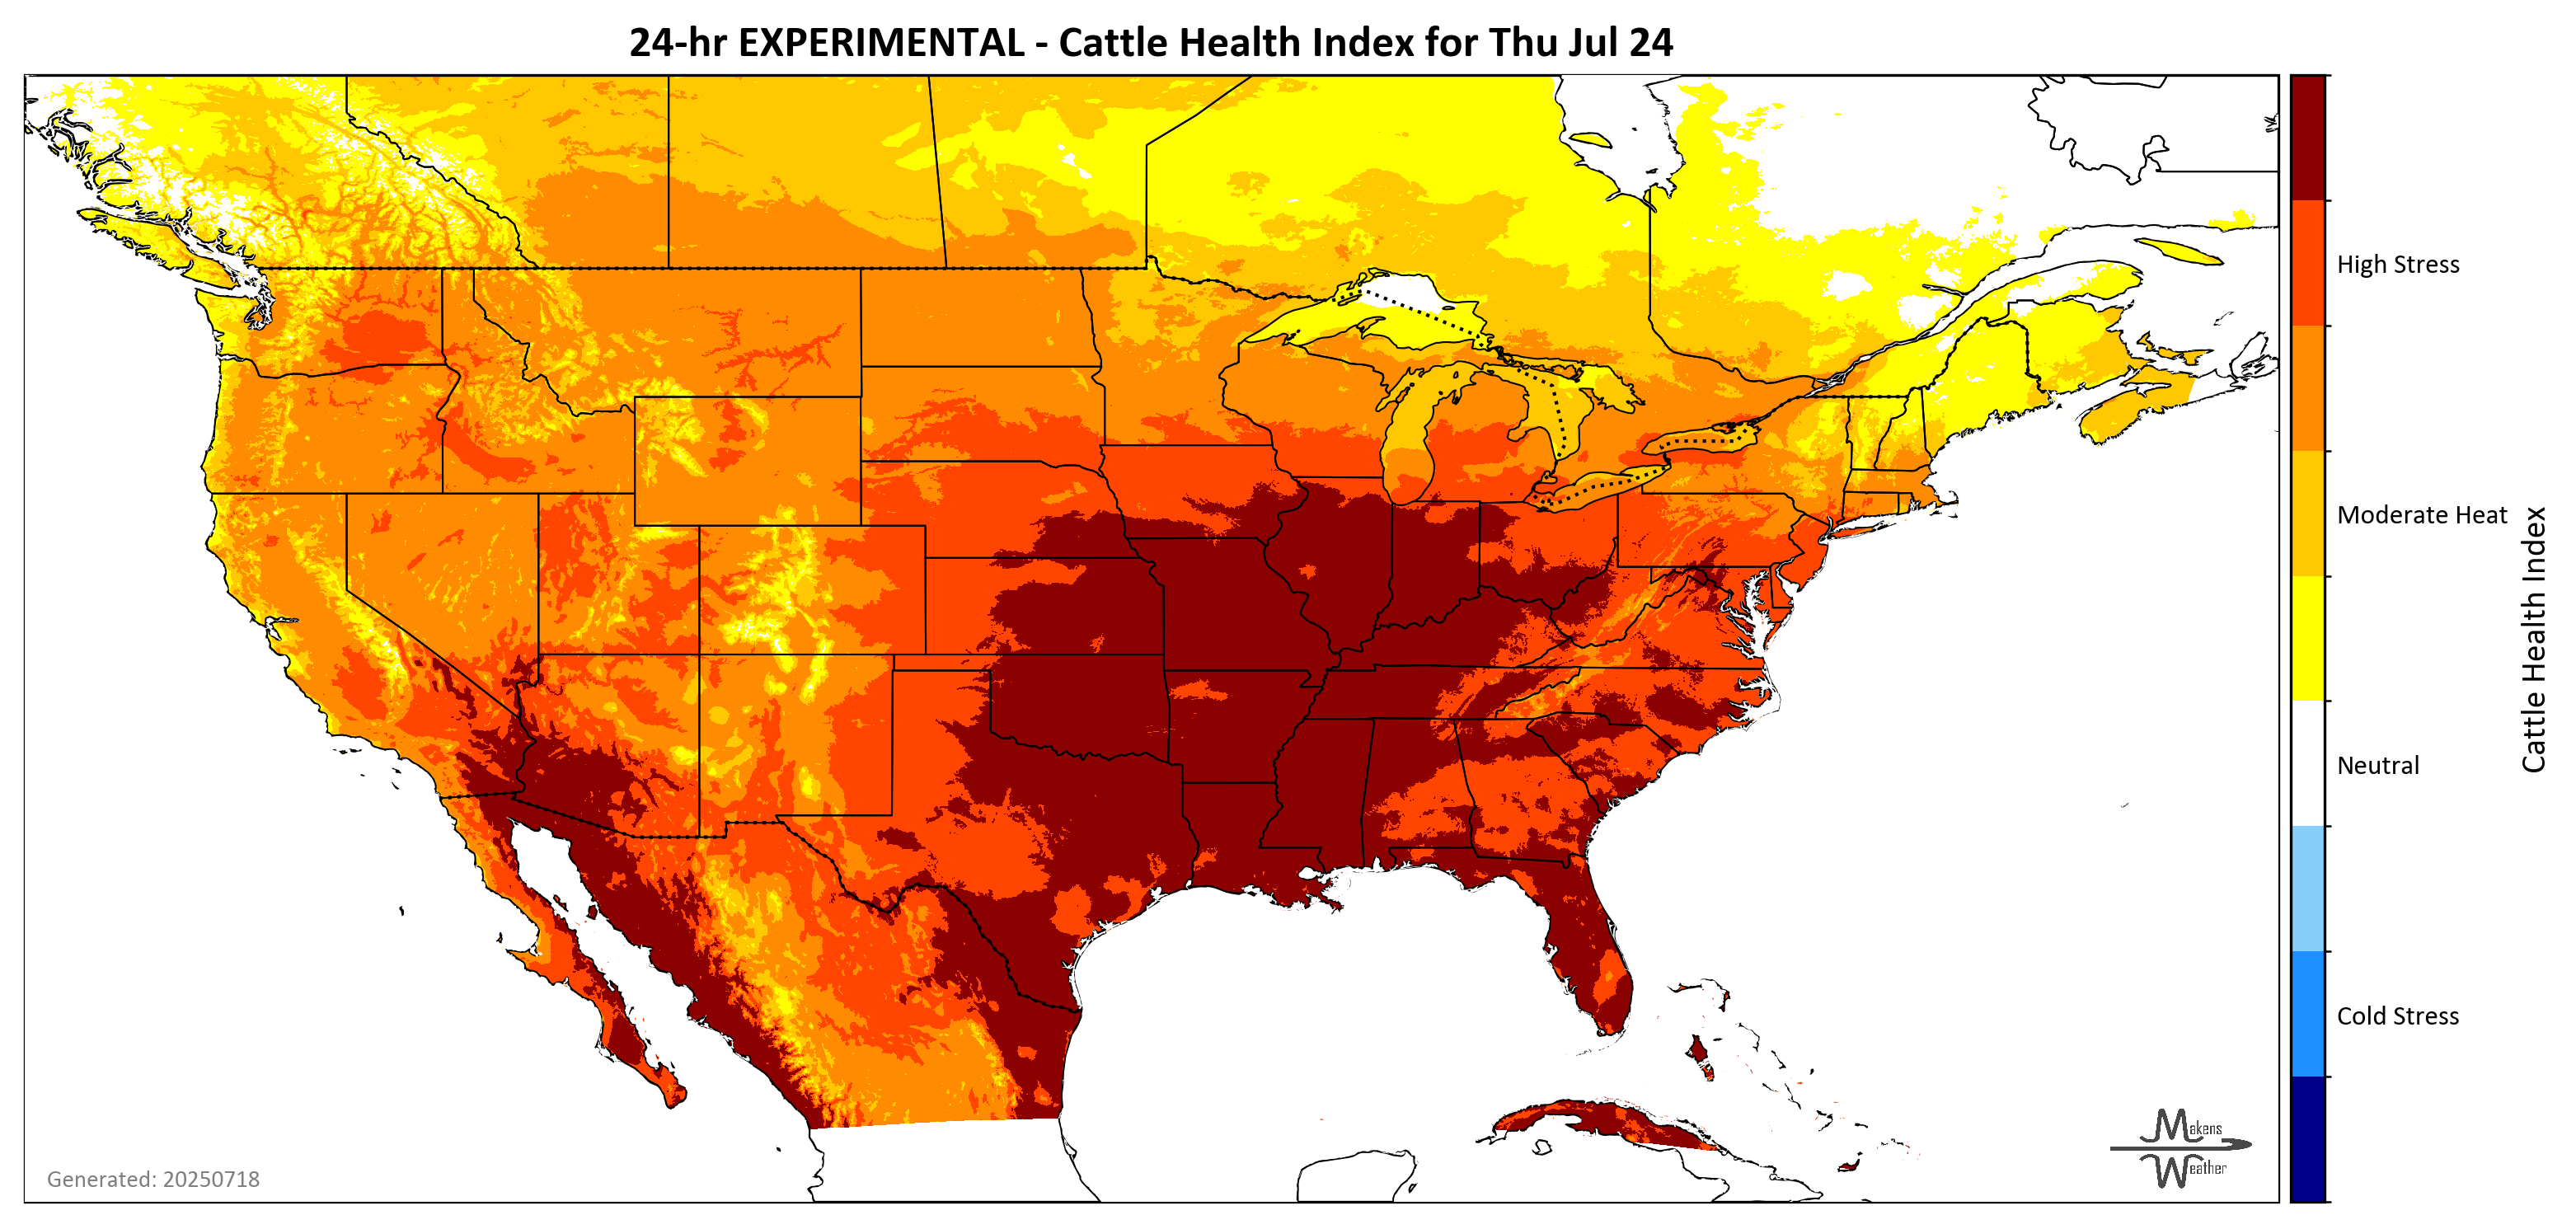 24-hr EXPERIMENTAL - Cattle Health Index for Thu Jul 24
High Stress
Moderate Heat
Neutral
Cold Stress
Cattle Health Index
Generated: 20250718
Makens
Weather